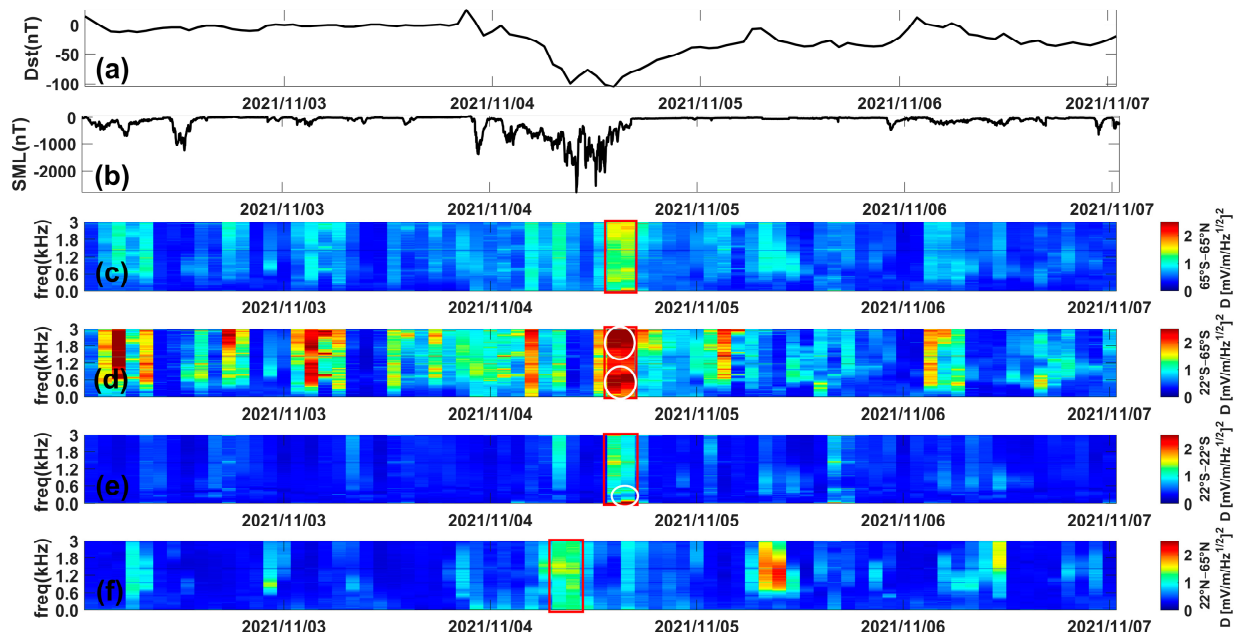 Dst(nT)
0
-50
-100
(a)
2021/11/03 2021/11/04 2021/11/05 2021/11/06 2021/11/07
SML(nT)
0
-1000
-2000
(b)
2021/11/03 2021/11/04 2021/11/05 2021/11/06 2021/11/07
freq(kHz)
3
1.8
1.2
0.6
0.0
(c)
2021/11/03 2021/11/04 2021/11/05 2021/11/06 2021/11/07
2
1
0
65°S−65°N
D [mV/m/Hz^1/2]^2
freq(kHz)
3
1.8
1.2
0.6
0.0
(d)
2021/11/03 2021/11/04 2021/11/05 2021/11/06 2021/11/07
2
1
0
22°S−65°S
D [mV/m/Hz^1/2]^2
freq(kHz)
3
1.8
1.2
0.6
0.0
(e)
2021/11/03 2021/11/04 2021/11/05 2021/11/06 2021/11/07
2
1
0
22°S−22°S
D [mV/m/Hz^1/2]^2
freq(kHz)
3
1.8
1.2
0.6
0.0
(f)
2021/11/03 2021/11/04 2021/11/05 2021/11/06 2021/11/07
2
1
0
22°N−65°N
D [mV/m/Hz^1/2]^2